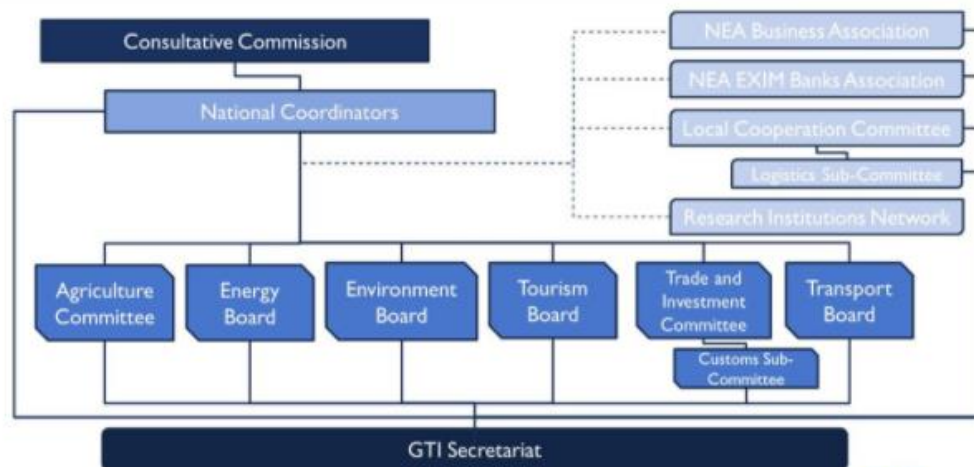 Consultative Commission
National Coordinators
NEA Business Association
NEA EXIM Banks Association
Local Cooperation Committee
Logistics Sub-Committee
Research Institutions Network
Agriculture
Committee
Energy
Board
Environment
Board
Tourism
Board
Trade and
Investment
Committee
Transport
Board
Customs Sub-
Committee
GTI Secretariat